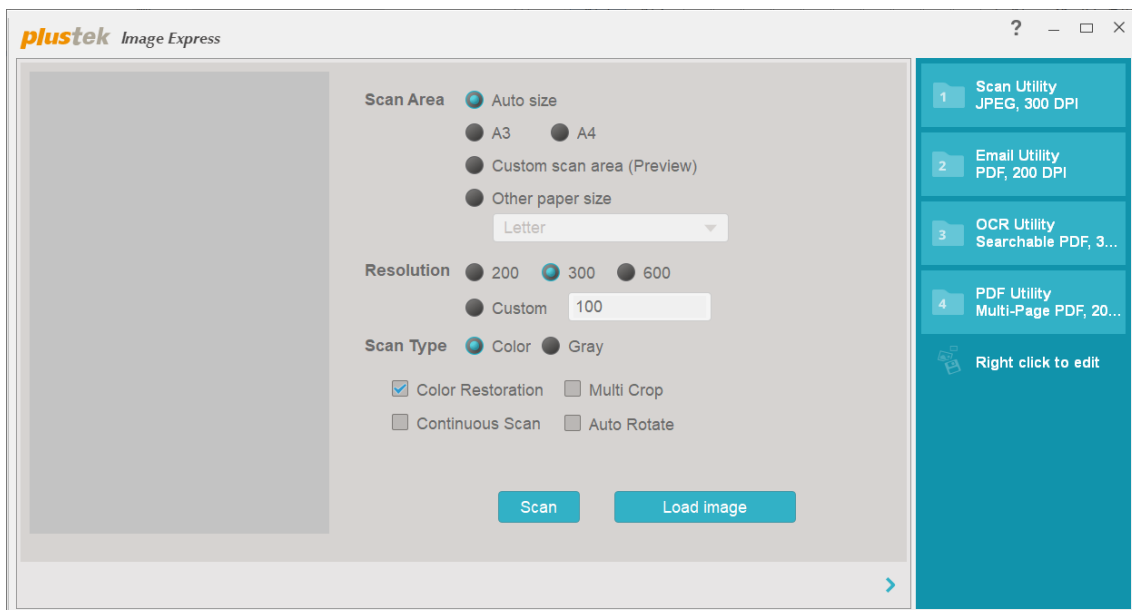 plustek Image Express
?
Scan Area
Auto size
A3 A4
Custom scan area (Preview)
Other paper size
Letter
Resolution
200 300 600
Custom 100
Scan Type
Color Gray
Color Restoration Multi Crop
Continuous Scan Auto Rotate
Scan Load image
1
Scan Utility
JPEG, 300 DPI
2
Email Utility
PDF, 200 DPI
3
OCR Utility
Searchable PDF, 3...
4
PDF Utility
Multi-Page PDF, 20...
Right click to edit